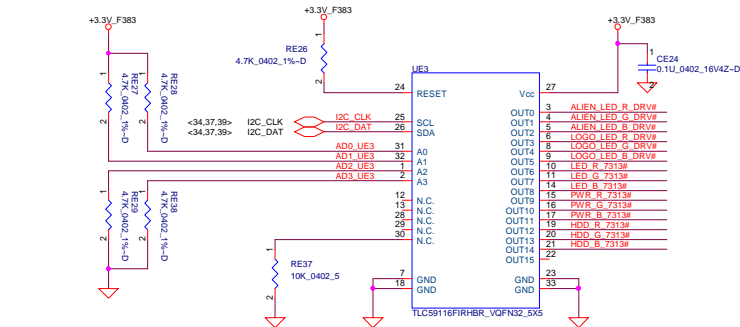 +3.3V_F383
+3.3V_F383
+3.3V_F383
1
RE26
4.7K_0402_1%~D
2
UE3
1
CE24
0.1U_0402_16V4Z~D
2
1
1
RE27
4.7K_0402_1%~D
RE28
4.7K_0402_1%~D
2
2
24
RESET
Vcc
27
<34,37,39>
I2C_CLK
I2C_CLK
25
SCL
<34,37,39>
I2C_DAT
I2C_DAT
26
SDA
AD0_UE3
31
A0
AD1_UE3
32
A1
AD2_UE3
1
A2
AD3_UE3
2
A3
OUT0
3
ALIEN_LED_R_DRV#
OUT1
4
ALIEN_LED_G_DRV#
OUT2
5
ALIEN_LED_B_DRV#
OUT3
6
LOGO_LED_R_DRV#
OUT4
8
LOGO_LED_G_DRV#
OUT5
9
LOGO_LED_B_DRV#
OUT6
10
LED_R_7313#
OUT7
11
LED_G_7313#
OUT8
14
LED_B_7313#
OUT9
15
PWR_R_7313#
OUT10
16
PWR_G_7313#
OUT11
17
PWR_B_7313#
OUT12
19
HDD_R_7313#
OUT13
20
HDD_G_7313#
OUT14
21
HDD_B_7313#
OUT15
22
1
1
RE29
4.7K_0402_1%~D
RE38
4.7K_0402_1%~D
2
2
12
N.C.
13
N.C.
28
N.C.
29
N.C.
30
N.C.
1
RE37
10K_0402_5
2
7
GND
18
GND
GND
23
GND
33
TLC59116FIRHBR_VQFN32_5X5